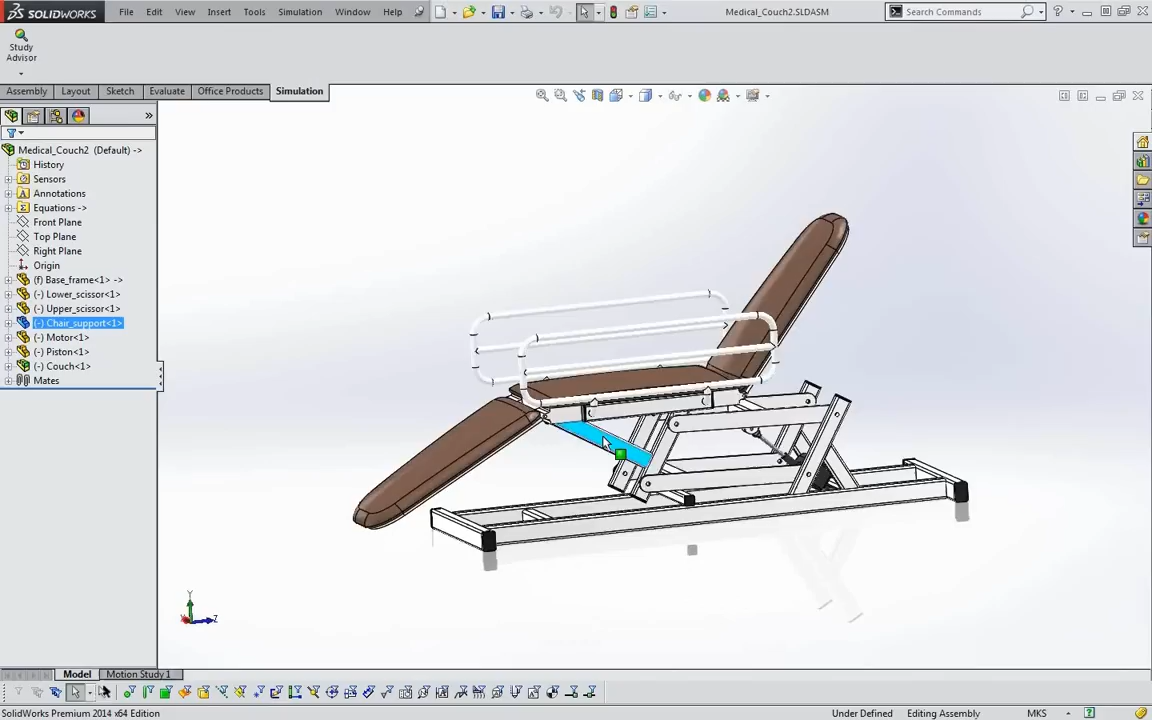 SOLIDWORKS File Edit View Insert Tools Simulation Window Help Medical_Couch2.SLDASM Search Commands ?
Study
Advisor
Assembly Layout Sketch Evaluate Office Products Simulation
Medical_Couch2 (Default) ->
History
Sensors
Annotations
Equations ->
Front Plane
Top Plane
Right Plane
Origin
(f) Base_frame<1> ->
(-) Lower_scissor<1>
(-) Upper_scissor<1>
(-) Chair_support<1>
(-) Motor<1>
(-) Piston<1>
(-) Couch<1>
Mates
Y
X Z
Model Motion Study 1
SolidWorks Premium 2014 x64 Edition Under Defined Editing Assembly MKS ?